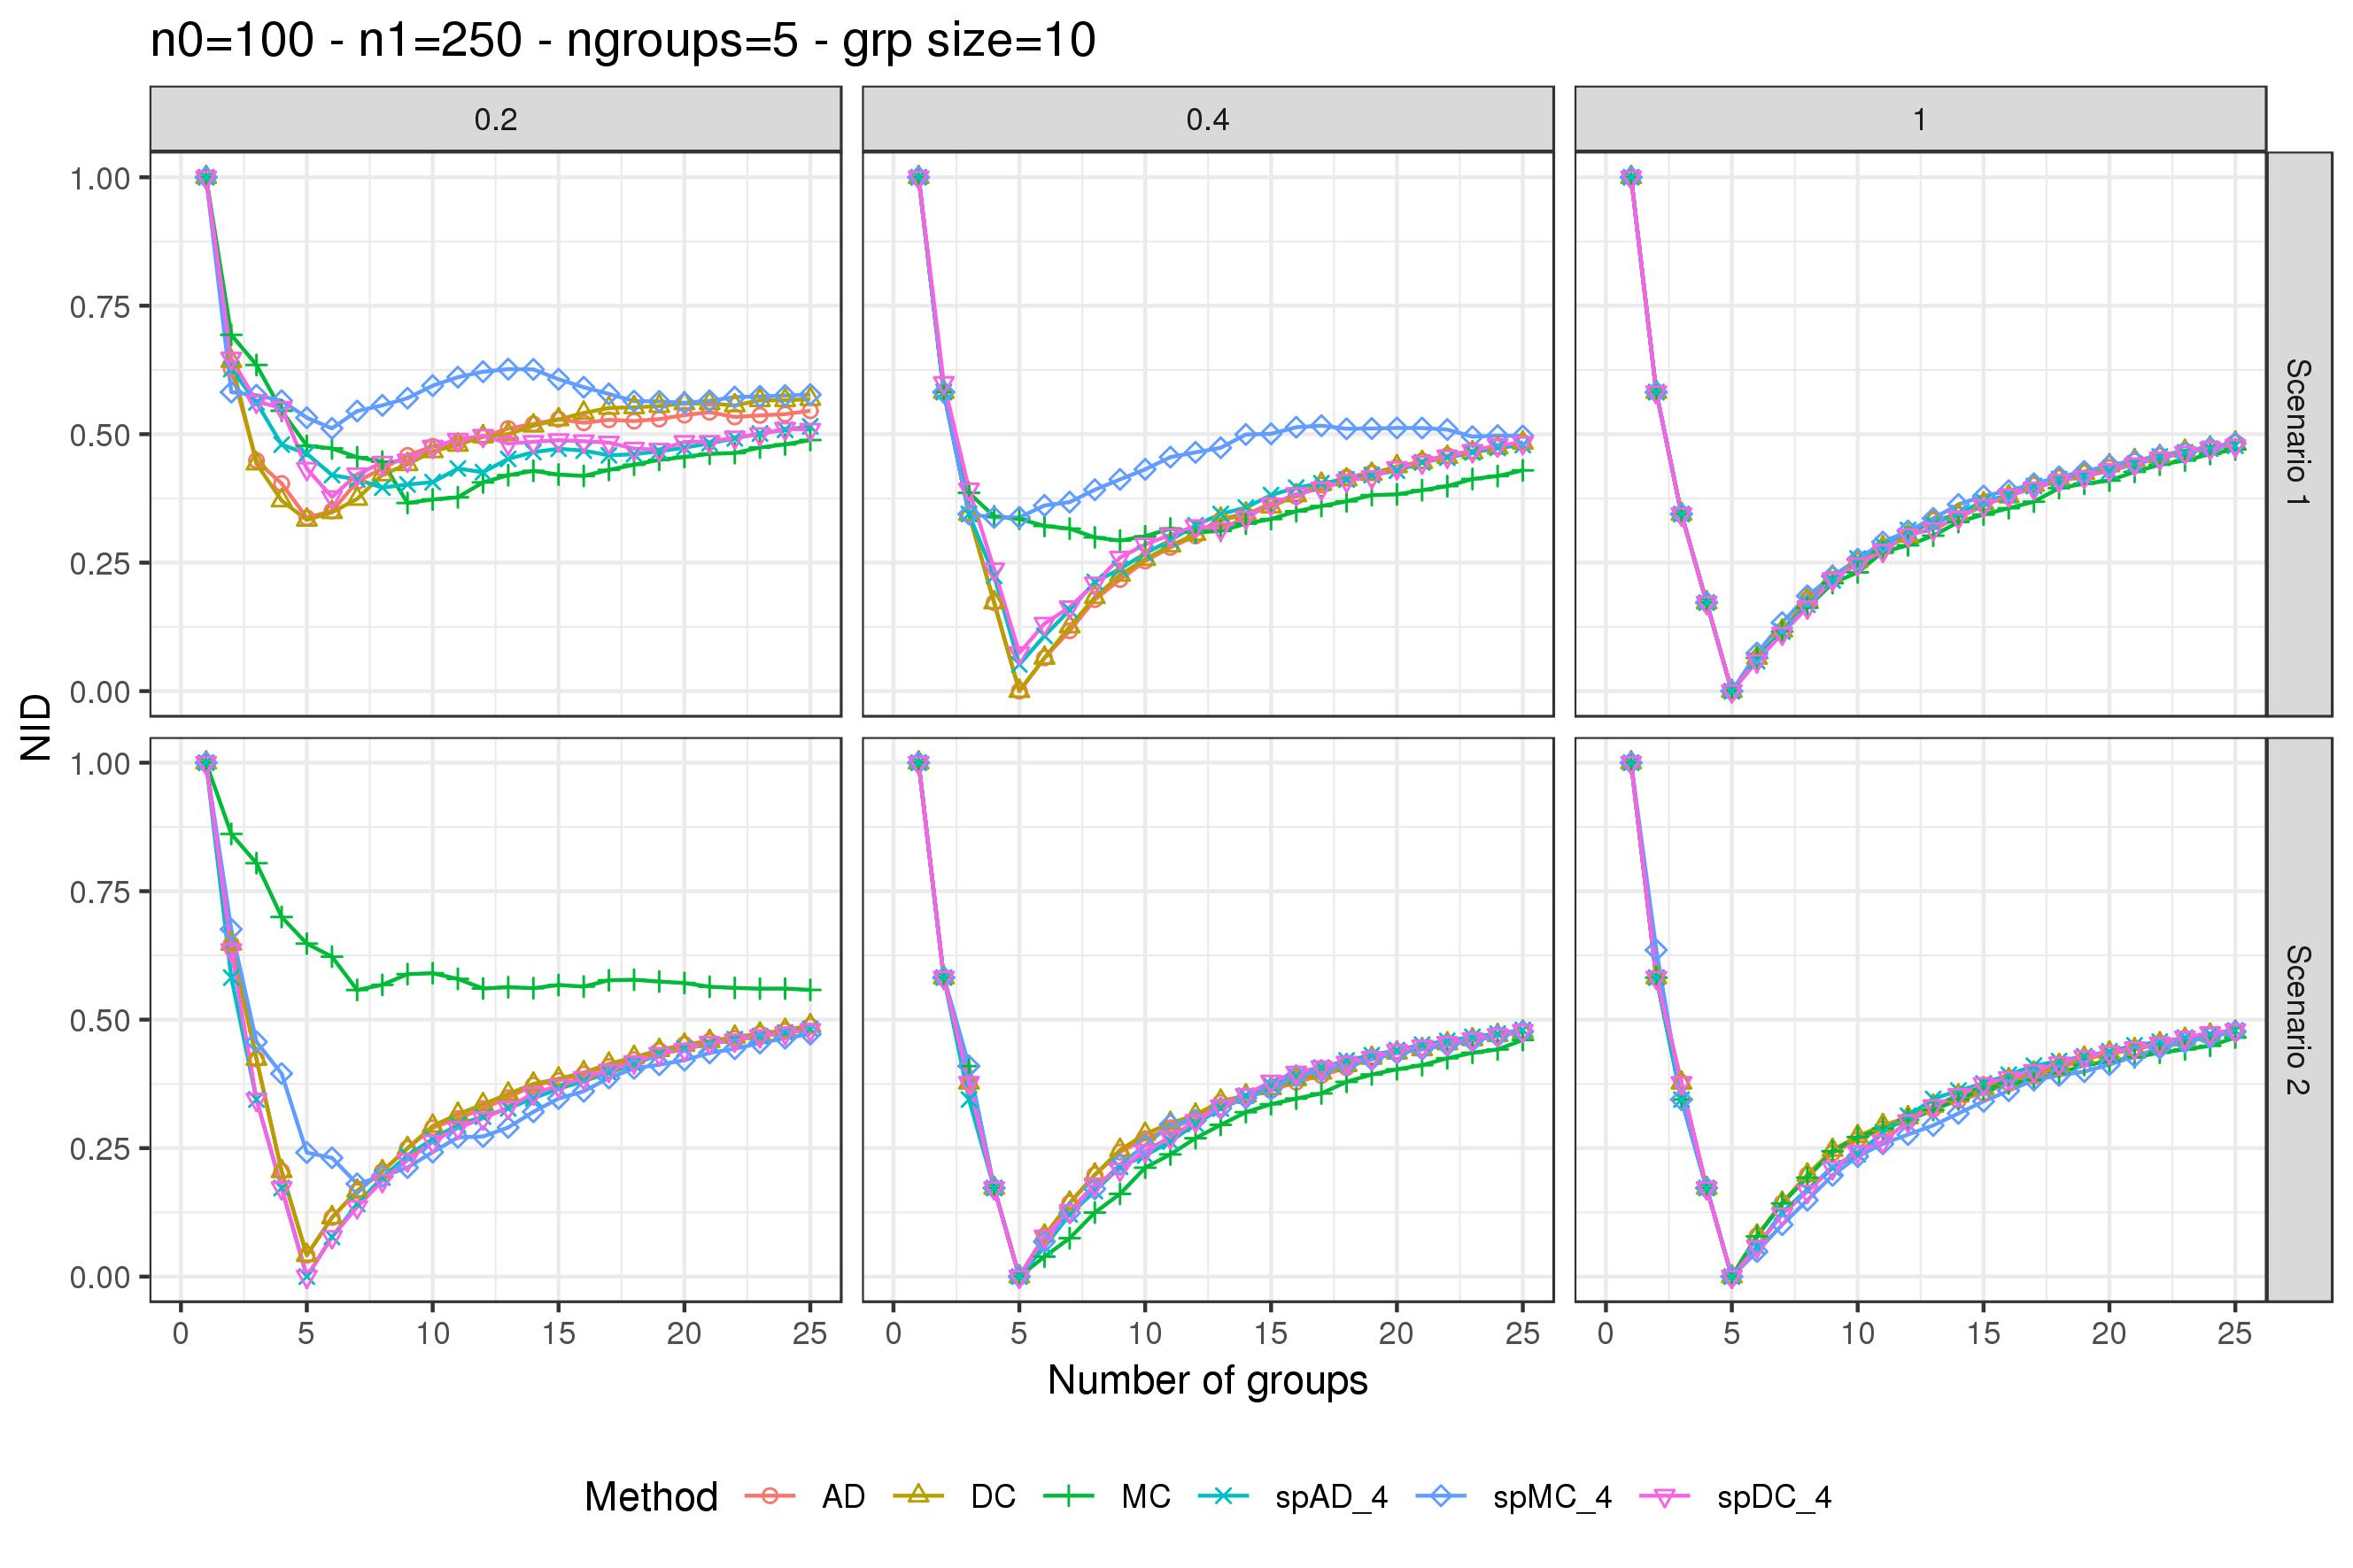 n0=100 - n1=250 - ngroups=5 - grp size=10
0.2 0.4 1
1.00
0.75
0.50
0.25
0.00
Scenario 1
NID
1.00
0.75
0.50
0.25
0.00
Scenario 2
0 5 10 15 20 25 0 5 10 15 20 25 0 5 10 15 20 25
Number of groups
Method AD DC MC spAD_4 spMC_4 spDC_4